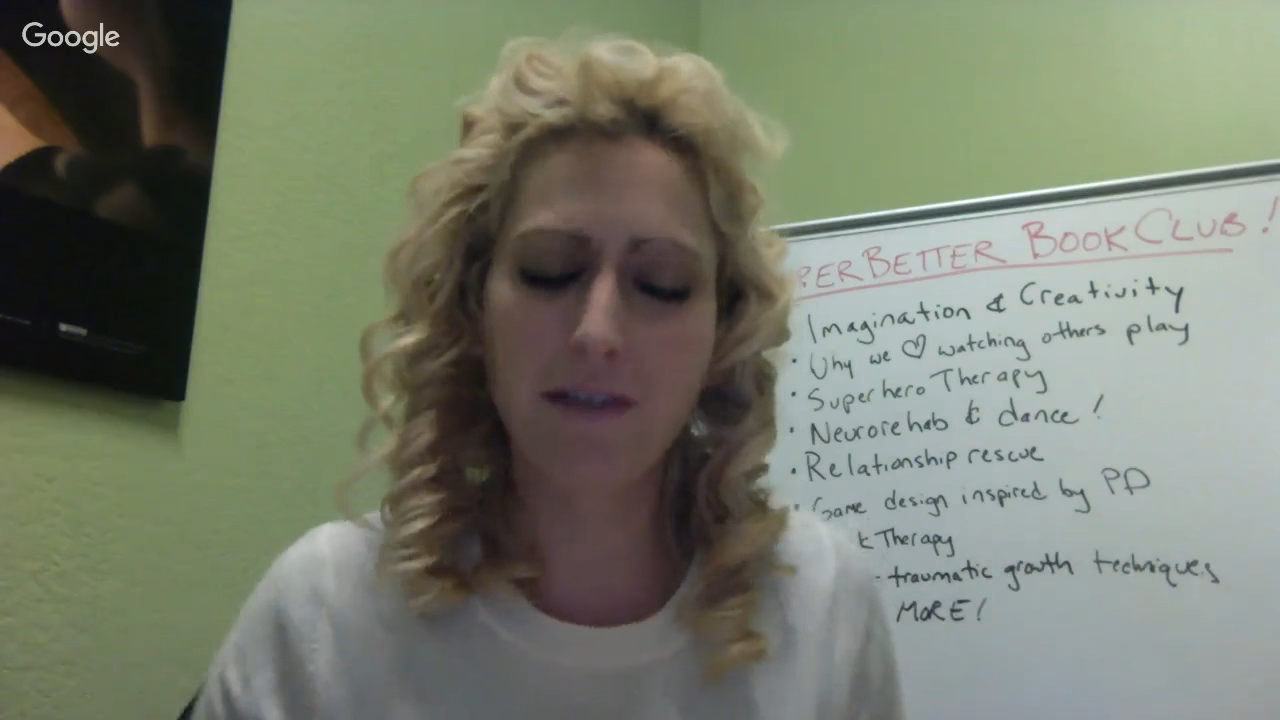 Google
PERBETTER BOOK CLUB!
Imagination & Creativity
• Why we ♡ watching others play
• Superhero Therapy
• Neurorehab & dance!
• Relationship rescue
• Game design inspired by PD
Therapy
-traumatic growth techniques
MORE!